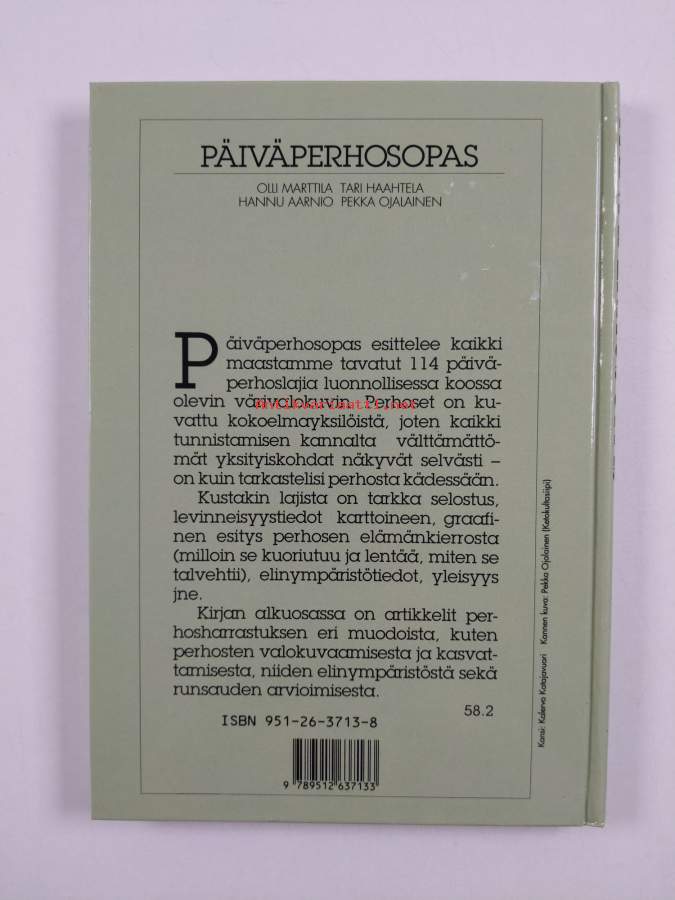 PÄIVÄPERHOSOPAS
OLLI MARTTILA TARI HAAHTELA
HANNU AARNIO PEKKA OJALAINEN
Päiväperhosopas esittelee kaikki
maastamme tavatut 114 päivä-
perhoslajia luonnollisessa koossa
olevin värivalokuvin. Perhoset on ku-
vattu kokoelmayksilöistä, joten kaikki
tunnistamisen kannalta välttämättö-
mät yksityiskohdat näkyvät selvästi –
on kuin tarkastelisi perhosta kädessään.
Kustakin lajista on tarkka selostus,
levinneisyystiedot karttoineen, graafi-
nen esitys perhosen elämänkierrosta
(milloin se kuoriutuu ja lentää, miten se
talvehtii), elinympäristötiedot, yleisyys
jne.
Kirjan alkuosassa on artikkelit per-
hosharrastuksen eri muodoista, kuten
perhosten valokuvaamisesta ja kasvat-
tamisesta, niiden elinympäristöstä sekä
runsauden arvioimisesta.
58.2
ISBN 951-26-3713-8
9 789512 637133
Kansi: Kalervo Katajavuori Kannen kuva: Pekka Ojalainen (Ketokultasiipi)
Antikvariaatti.net